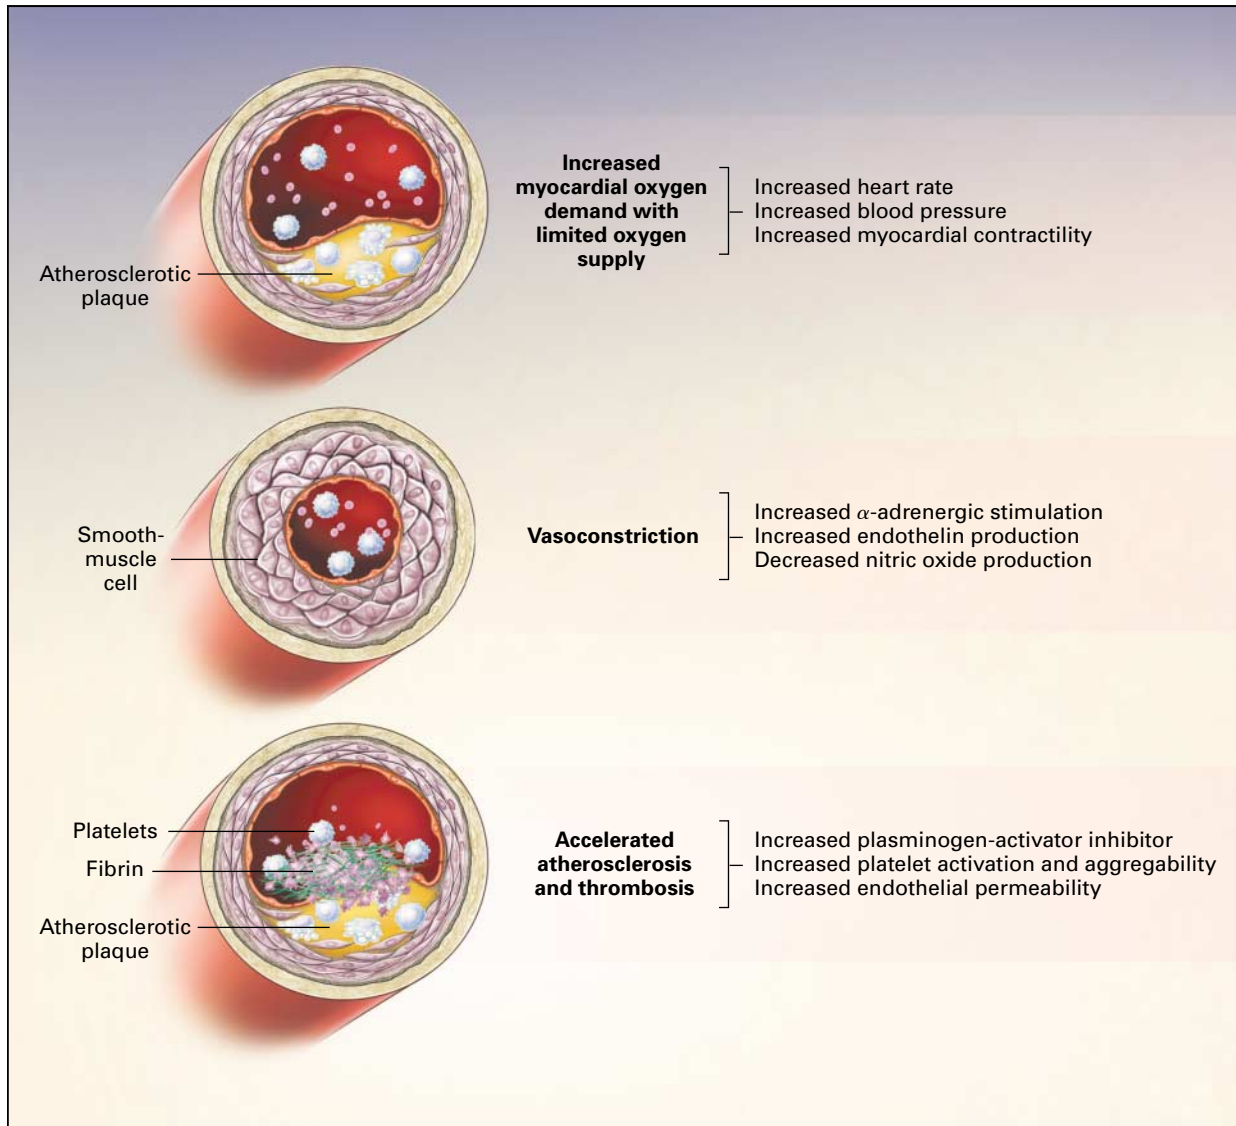 Increased
myocardial oxygen
demand with
limited oxygen
supply
Increased heart rate
Increased blood pressure
Increased myocardial contractility
Atherosclerotic
plaque
Smooth-
muscle
cell
Vasoconstriction
Increased α-adrenergic stimulation
Increased endothelin production
Decreased nitric oxide production
Platelets
Fibrin
Atherosclerotic
plaque
Accelerated
atherosclerosis
and thrombosis
Increased plasminogen-activator inhibitor
Increased platelet activation and aggregability
Increased endothelial permeability